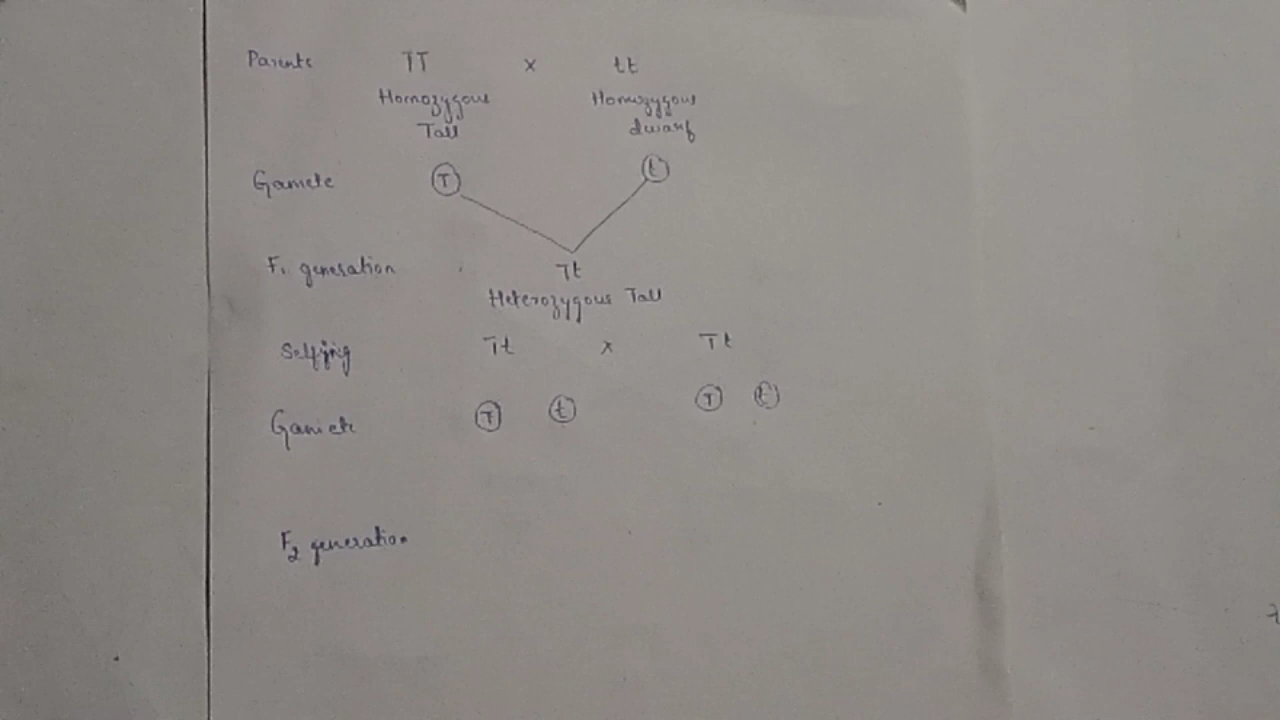 Parents TT x tt
Homozygous Homozygous
Tall dwarf
Gamete T t
F1 generation Tt
Heterozygous Tall
Selfing Tt x Tt
Gamete T t T t
F2 generation